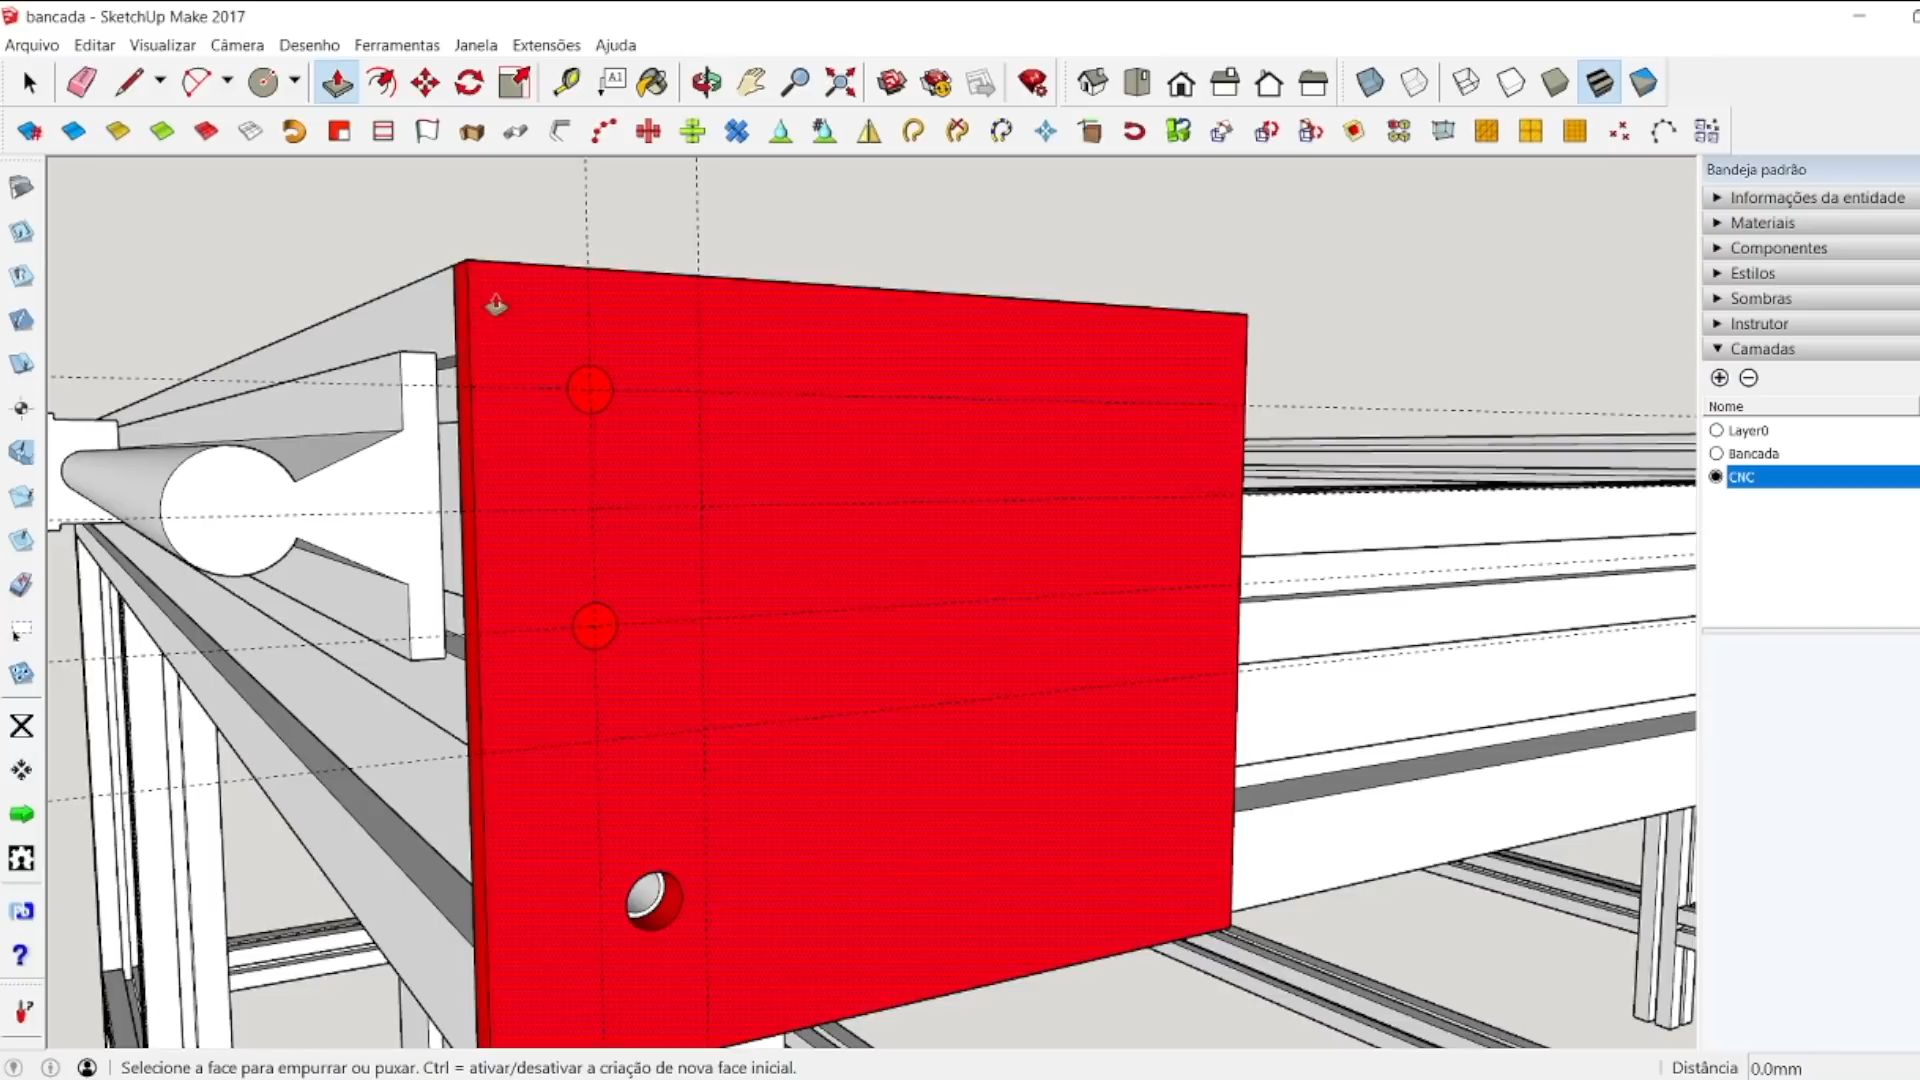 bancada - SketchUp Make 2017
Arquivo Editar Visualizar Câmera Desenho Ferramentas Janela Extensões Ajuda
A1
Bandeja padrão
Informações da entidade
Materiais
Componentes
Estilos
Sombras
Instrutor
Camadas
Nome
Layer0
Bancada
CNC
Selecione a face para empurrar ou puxar. Ctrl = ativar/desativar a criação de nova face inicial.
Distância 0.0mm